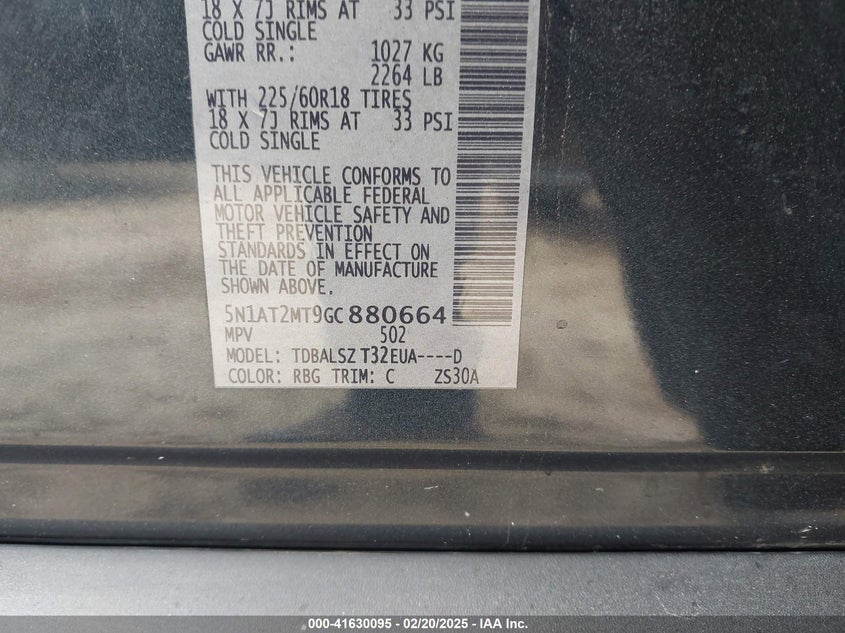 18 X 7J RIMS AT 33 PSI
COLD SINGLE
GAWR RR.: 1027 KG
2264 LB
WITH 225/60R18 TIRES
18 X 7J RIMS AT 33 PSI
COLD SINGLE
THIS VEHICLE CONFORMS TO
ALL APPLICABLE FEDERAL
MOTOR VEHICLE SAFETY AND
THEFT PREVENTION
STANDARDS IN EFFECT ON
THE DATE OF MANUFACTURE
SHOWN ABOVE.
5N1AT2MT9GC880664
MPV 502
MODEL: TDBALSZ T32EUA----D
COLOR: RBG TRIM: C ZS30A
000-41630095 - 02/20/2025 - IAA Inc.